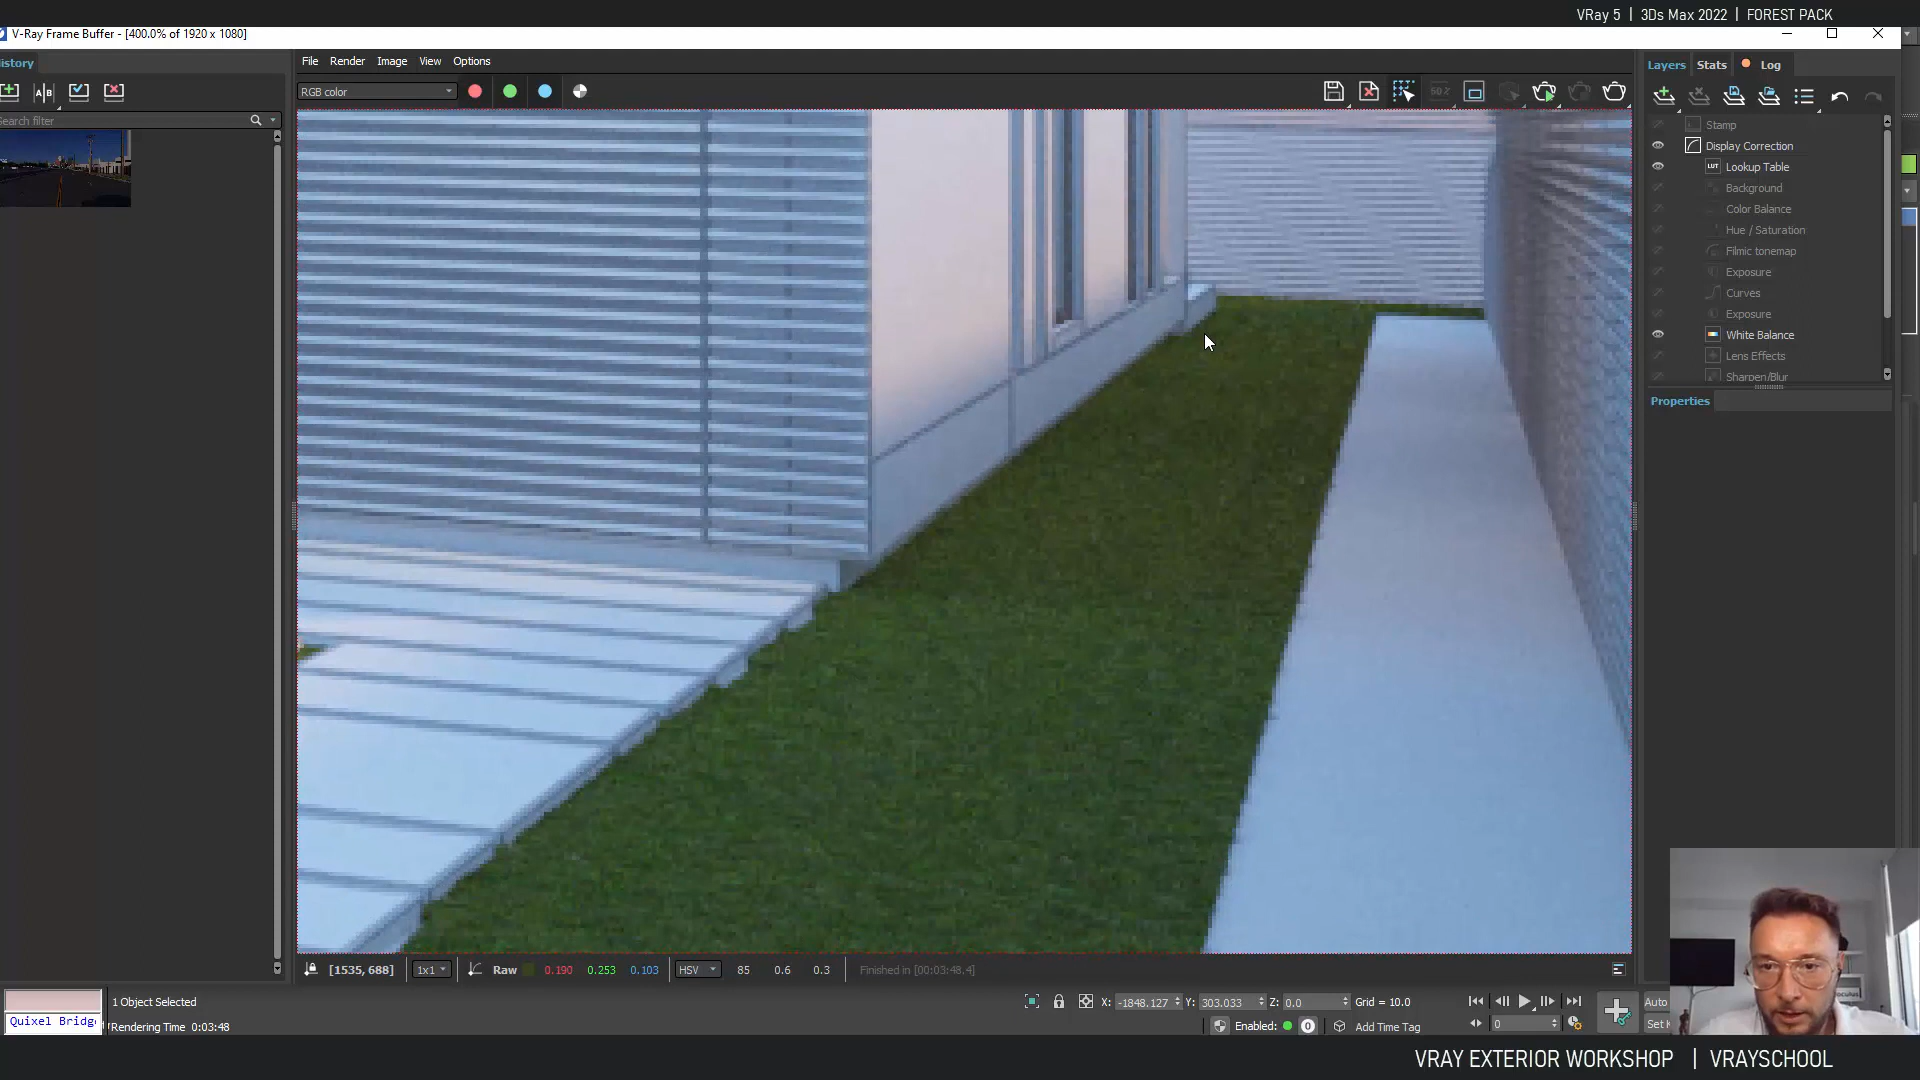 VRay 5 | 3Ds Max 2022 | FOREST PACK
V-Ray Frame Buffer - [400.0% of 1920 x 1080]
istory
File Render Image View Options
Layers Stats Log
A B
RGB color
50%
Search filter
Stamp
Display Correction
LUT Lookup Table
Background
Color Balance
Hue / Saturation
Filmic tonemap
Exposure
Curves
Exposure
White Balance
Lens Effects
Sharpen/Blur
Properties
[1535, 688] 1x1 Raw 0.190 0.253 0.103 HSV 85 0.6 0.3 Finished in [00:03:48.4]
1 Object Selected X: -1848.127 Y: 303.033 Z: 0.0 Grid = 10.0 Auto
Quixel Bridge Rendering Time 0:03:48 Enabled: 0 Add Time Tag 0 Set K
VRAY EXTERIOR WORKSHOP | VRAYSCHOOL